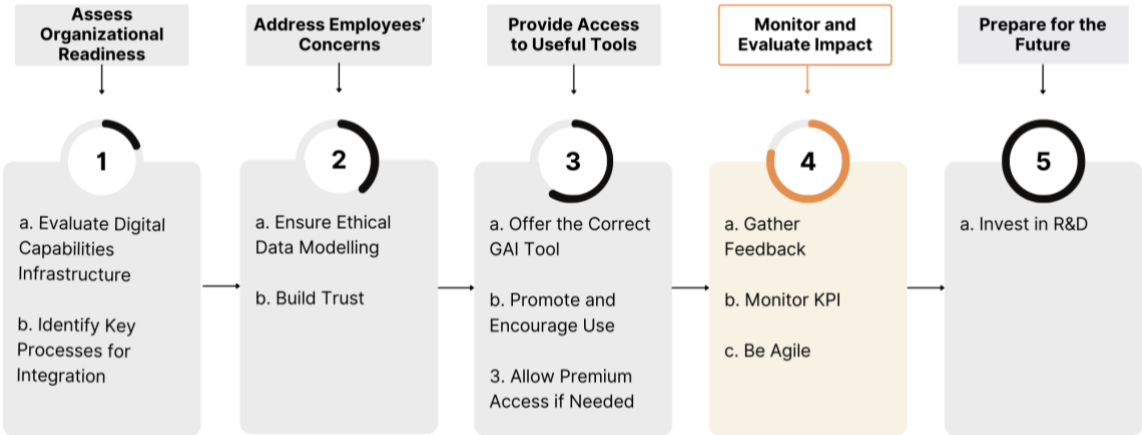 Assess
Organizational
Readiness
1
a. Evaluate Digital
Capabilities
Infrastructure
b. Identify Key
Processes for
Integration
Address Employees’
Concerns
2
a. Ensure Ethical
Data Modelling
b. Build Trust
Provide Access
to Useful Tools
3
a. Offer the Correct
GAI Tool
b. Promote and
Encourage Use
3. Allow Premium
Access if Needed
Monitor and
Evaluate Impact
4
a. Gather
Feedback
b. Monitor KPI
c. Be Agile
Prepare for the
Future
5
a. Invest in R&D